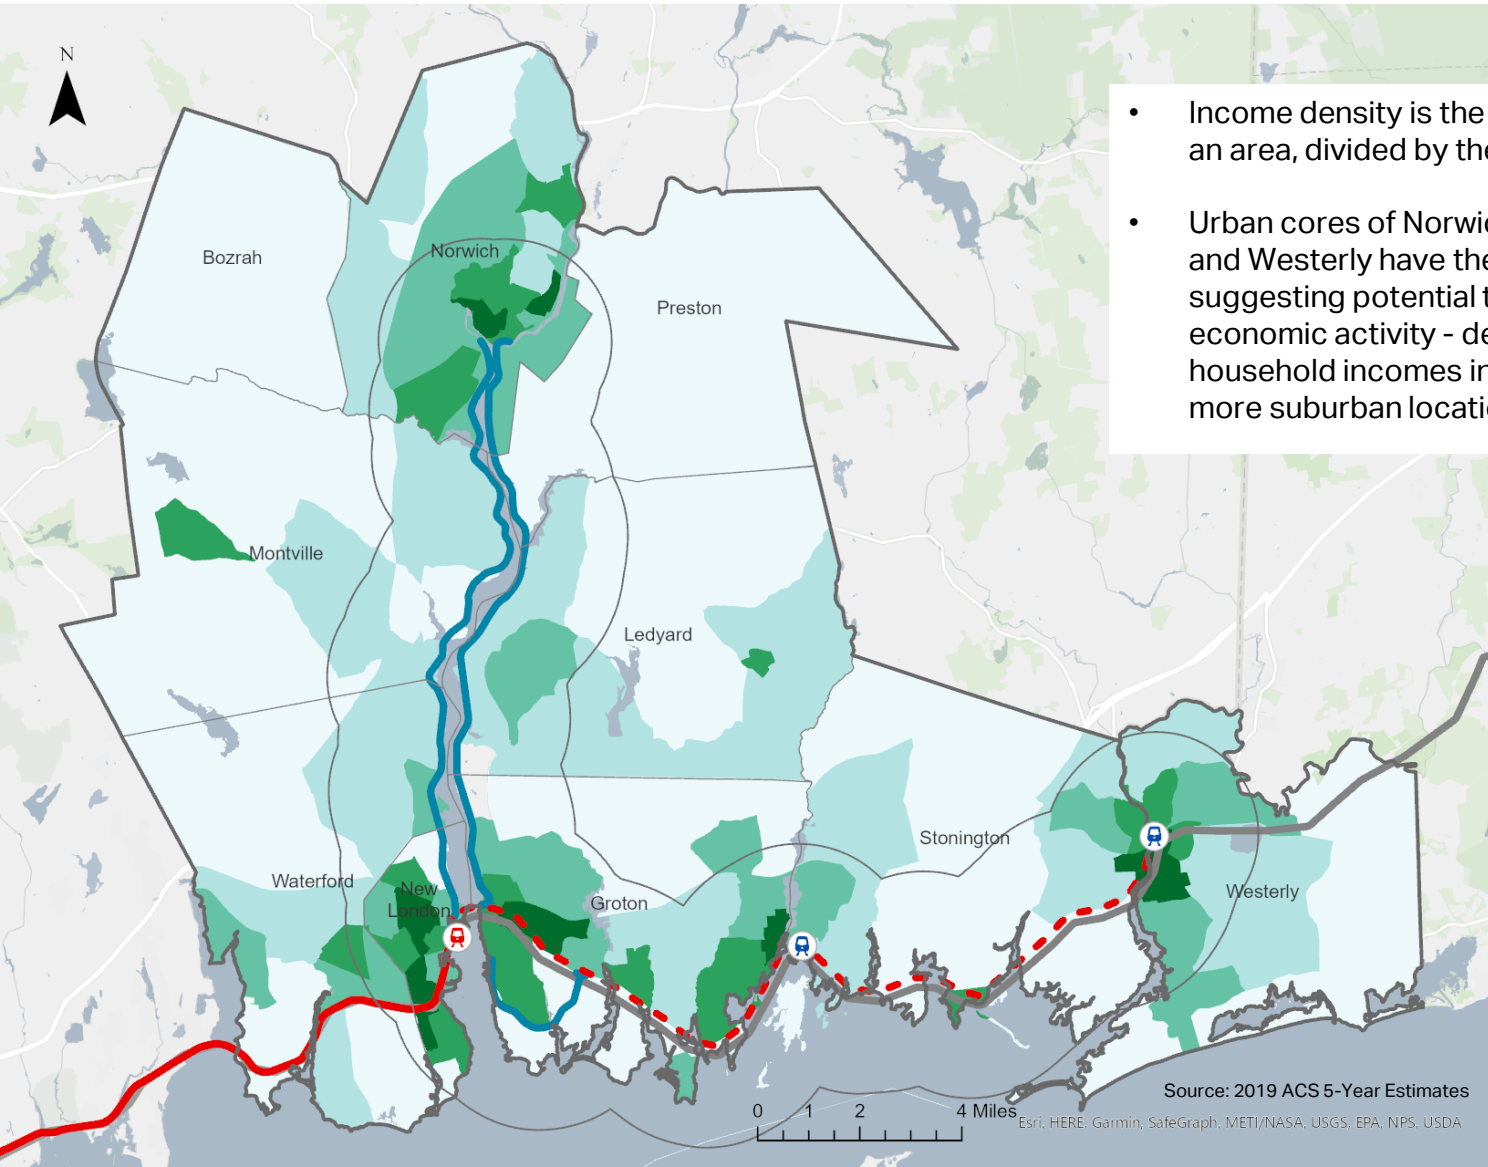 N
• Income density is the
an area, divided by the
• Urban cores of Norwic
and Westerly have the
suggesting potential t
economic activity - de
household incomes in
more suburban locati
Bozrah
Norwich
Preston
Montville
Ledyard
Stonington
Waterford
New
London
Groton
Westerly
Source: 2019 ACS 5-Year Estimates
0 1 2 4 Miles
Esri, HERE, Garmin, SafeGraph, METI/NASA, USGS, EPA, NPS, USDA